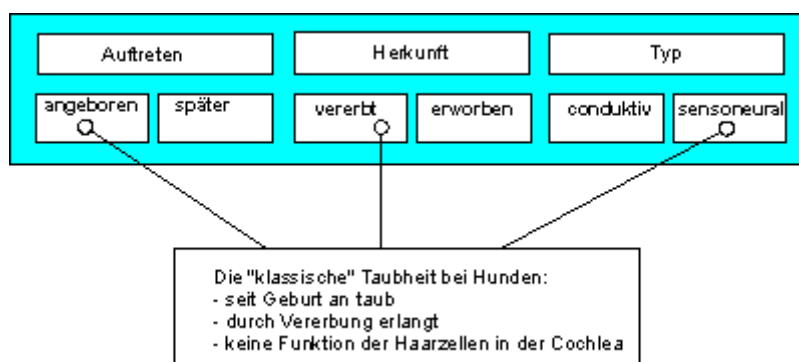 Auftreten Herkunft Typ
angeboren später vererbt erworben conduktiv sensoneural
Die "klassische" Taubheit bei Hunden:
- seit Geburt an taub
- durch Vererbung erlangt
- keine Funktion der Haarzellen in der Cochlea